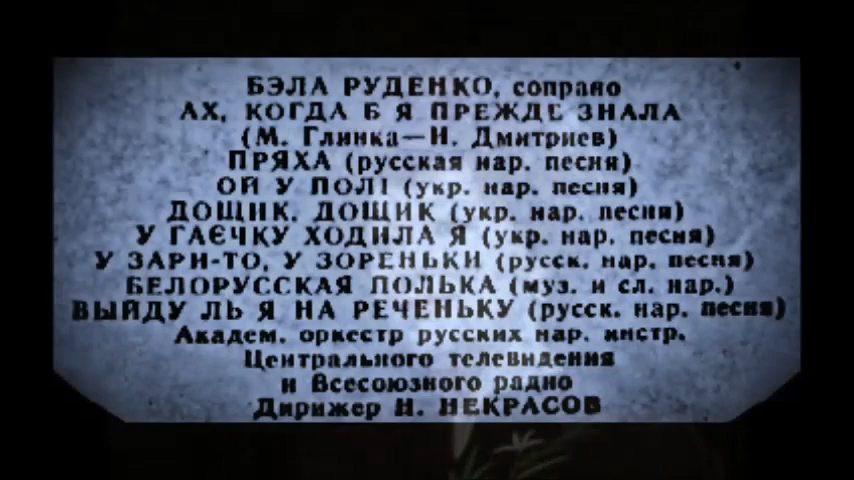 БЭЛА РУДЕНКО, сопрано
АХ, КОГДА Б Я ПРЕЖДЕ ЗНАЛА
(М. Глинка—Н. Дмитриев)
ПРЯХА (русская нар. песня)
ОЙ У ПОЛІ (укр. нар. песня)
ДОЩИК, ДОЩИК (укр. нар. песня)
У ГАЄЧКУ ХОДИЛА Я (укр. нар. песня)
У ЗАРИ-ТО, У ЗОРЕНЬКИ (русск. нар. песня)
БЕЛОРУССКАЯ ПОЛЬКА (муз. и сл. нар.)
ВЫЙДУ ЛЬ Я НА РЕЧЕНЬКУ (русск. нар. песня)
Академ. оркестр русских нар. инстр.
Центрального телевидения
и Всесоюзного радио
Дирижер Н. НЕКРАСОВ